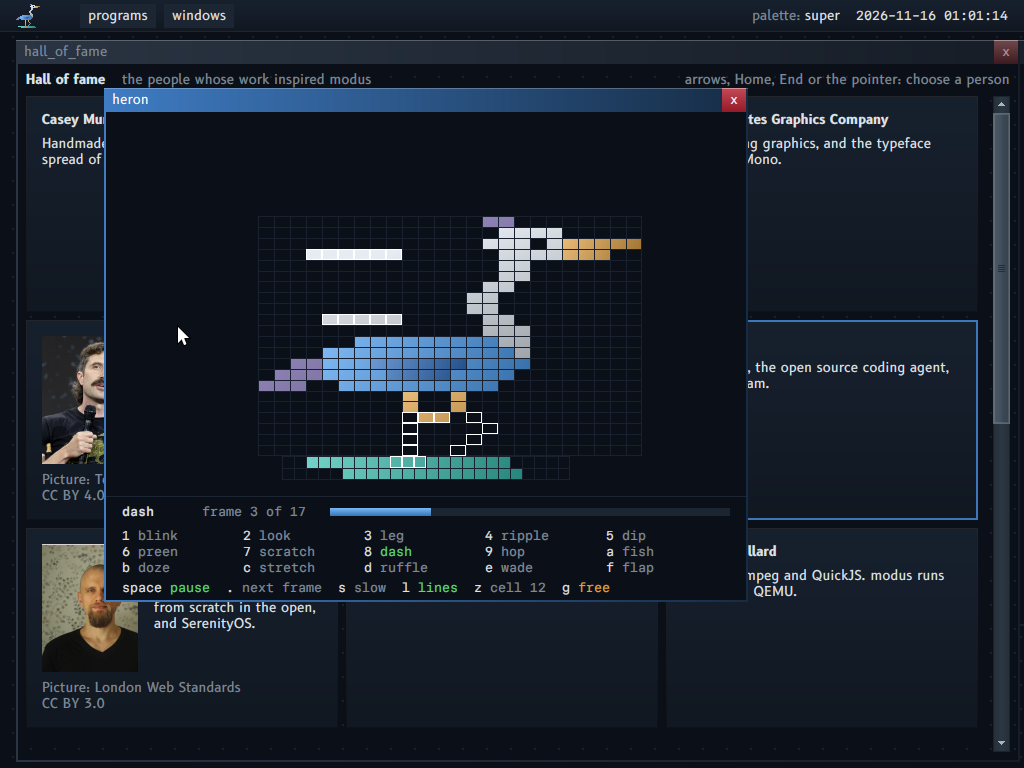 programs windows palette: super 2026-11-16 01:01:14
hall_of_fame x
Hall of fame the people whose work inspired modus arrows, Home, End or the pointer: choose a person
heron x
Casey
tes Graphics Company
Handmade
g graphics, and the typeface
spread of
Mono.
, the open source coding agent,
am.
Picture:
CC BY 4.0
dash frame 3 of 17
1 blink 2 look 3 leg 4 ripple 5 dip
6 preen 7 scratch 8 dash 9 hop a fish
b doze c stretch d ruffle e wade f flap
space pause . next frame s slow l lines z cell 12 g free
llard
mpeg and QuickJS. modus runs
QEMU.
from scratch in the open,
and SerenityOS.
Picture: London Web Standards
CC BY 3.0